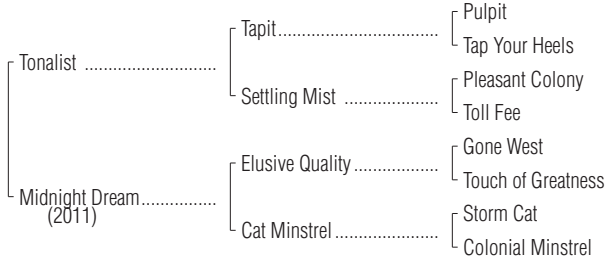 Pulpit
Tapit..................................
Tap Your Heels
Tonalist ............................
Pleasant Colony
Settling Mist ....................
Toll Fee
Gone West
Elusive Quality..................
Touch of Greatness
Midnight Dream................
(2011)
Storm Cat
Cat Minstrel ......................
Colonial Minstrel